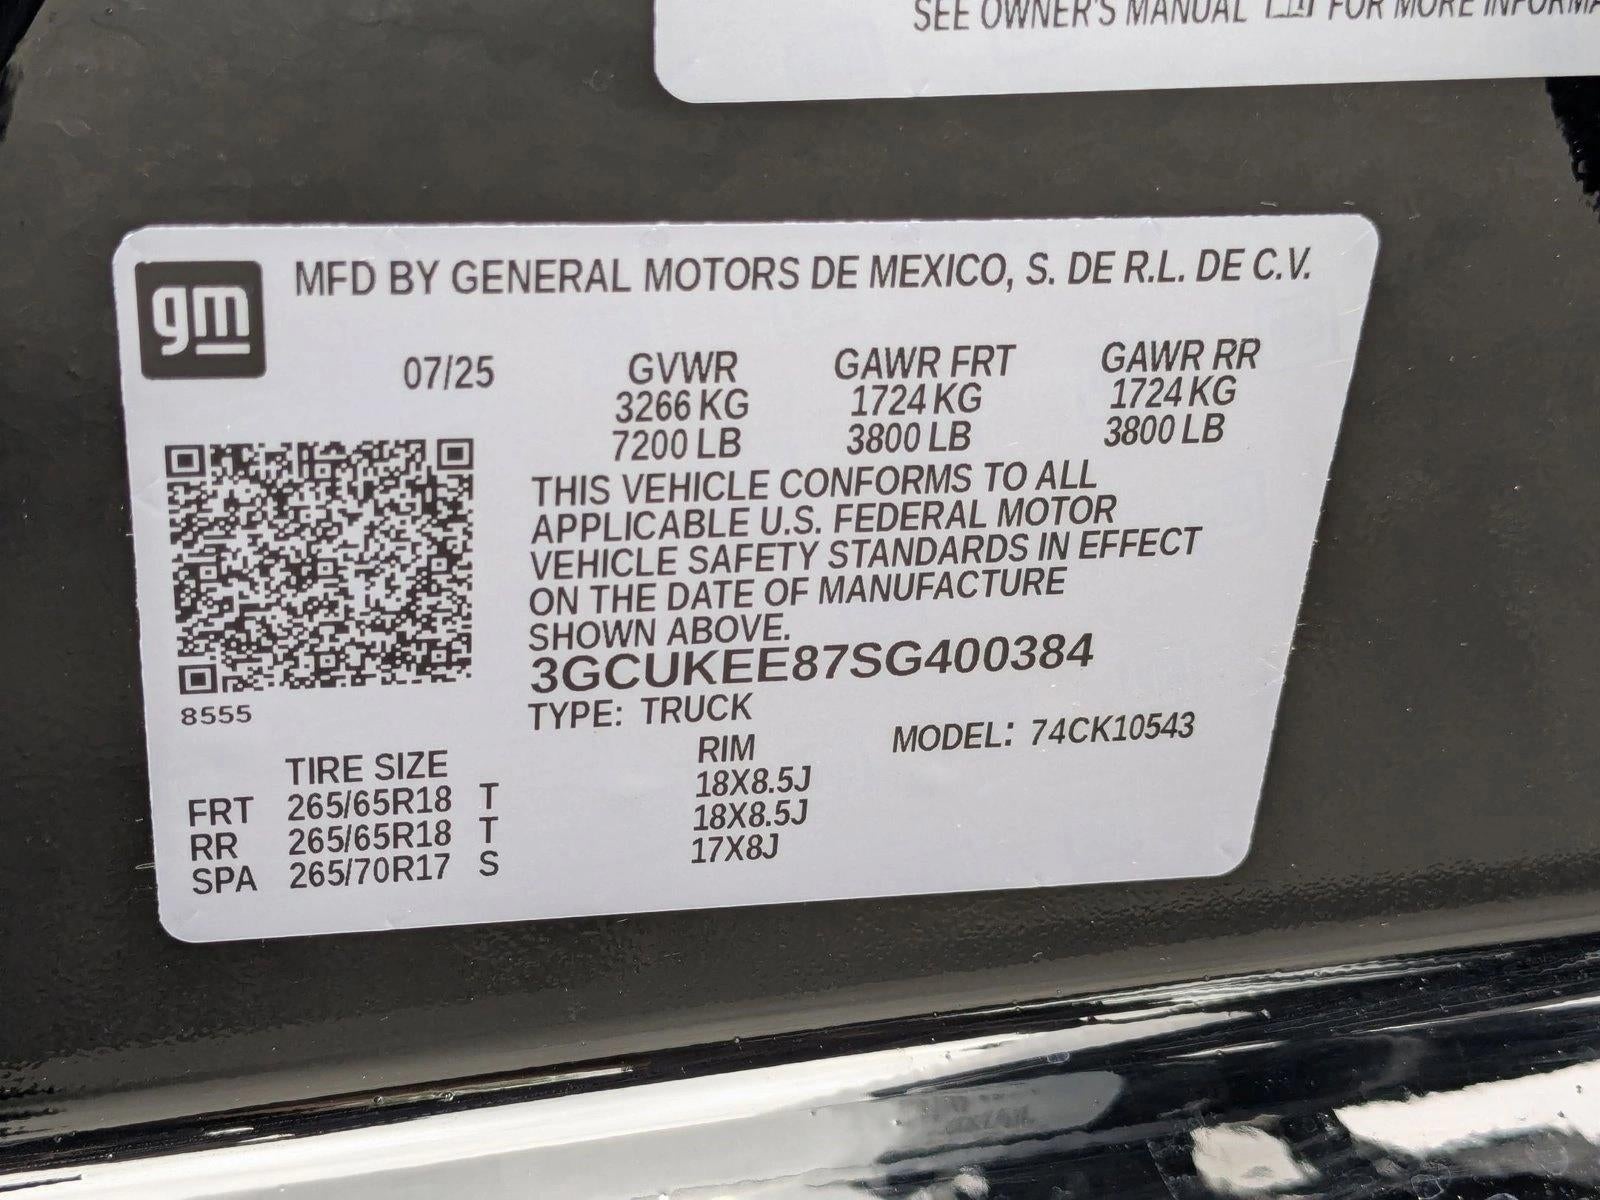 SEE OWNER'S MANUAL FOR MORE
gm
MFD BY GENERAL MOTORS DE MEXICO, S. DE R.L. DE C.V.
07/25 GVWR GAWR FRT GAWR RR
3266 KG 1724 KG 1724 KG
7200 LB 3800 LB 3800 LB
THIS VEHICLE CONFORMS TO ALL
APPLICABLE U.S. FEDERAL MOTOR
VEHICLE SAFETY STANDARDS IN EFFECT
ON THE DATE OF MANUFACTURE
SHOWN ABOVE.
3GCUKEE87SG400384
8555
TYPE: TRUCK
MODEL: 74CK10543
TIRE SIZE RIM
FRT 265/65R18 T 18X8.5J
RR 265/65R18 T 18X8.5J
SPA 265/70R17 S 17X8J